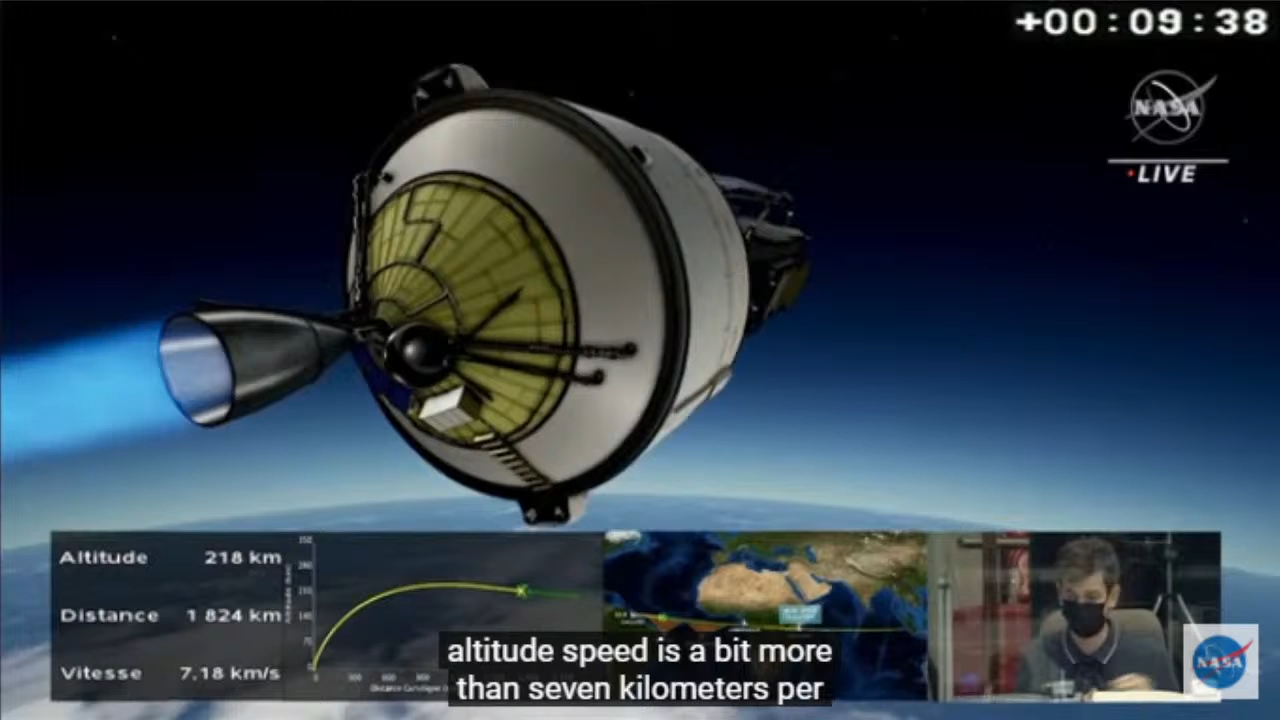 +00:09:38
NASA
LIVE
Altitude 218 km
Distance 1 824 km
Vitesse 7.18 km/s
altitude speed is a bit more
than seven kilometers per
NASA